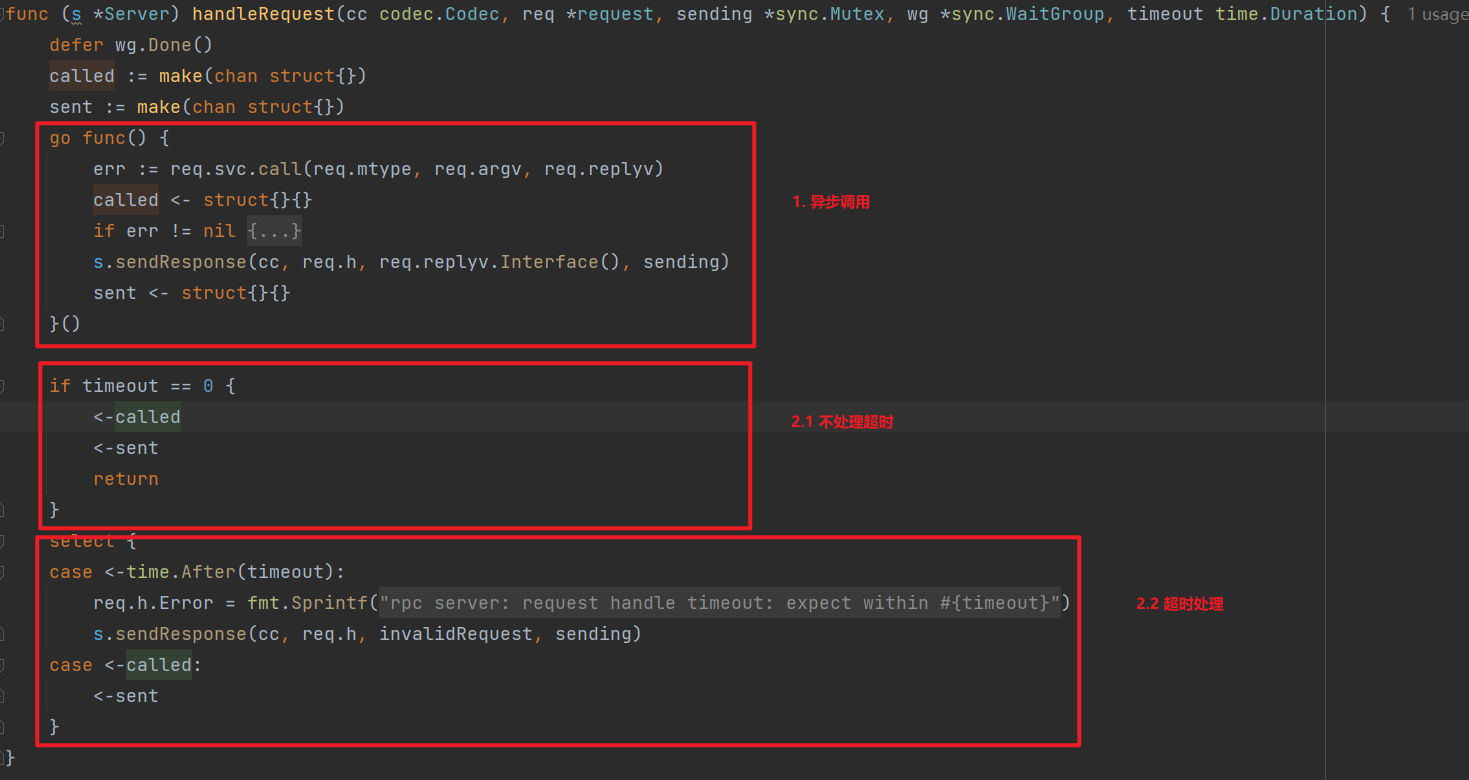 func (s *Server) handleRequest(cc codec.Codec, req *request, sending *sync.Mutex, wg *sync.WaitGroup, timeout time.Duration) { 1 usage
defer wg.Done()
called := make(chan struct{})
sent := make(chan struct{})
go func() {
err := req.svc.call(req.mtype, req.argv, req.replyv)
called <- struct{}{}
1. 异步调用
if err != nil {...}
s.sendResponse(cc, req.h, req.replyv.Interface(), sending)
sent <- struct{}{}
}()
if timeout == 0 {
<-called
2.1 不处理超时
<-sent
return
}
select {
case <-time.After(timeout):
req.h.Error = fmt.Sprintf("rpc server: request handle timeout: expect within #{timeout}")
2.2 超时处理
s.sendResponse(cc, req.h, invalidRequest, sending)
case <-called:
<-sent
}
}